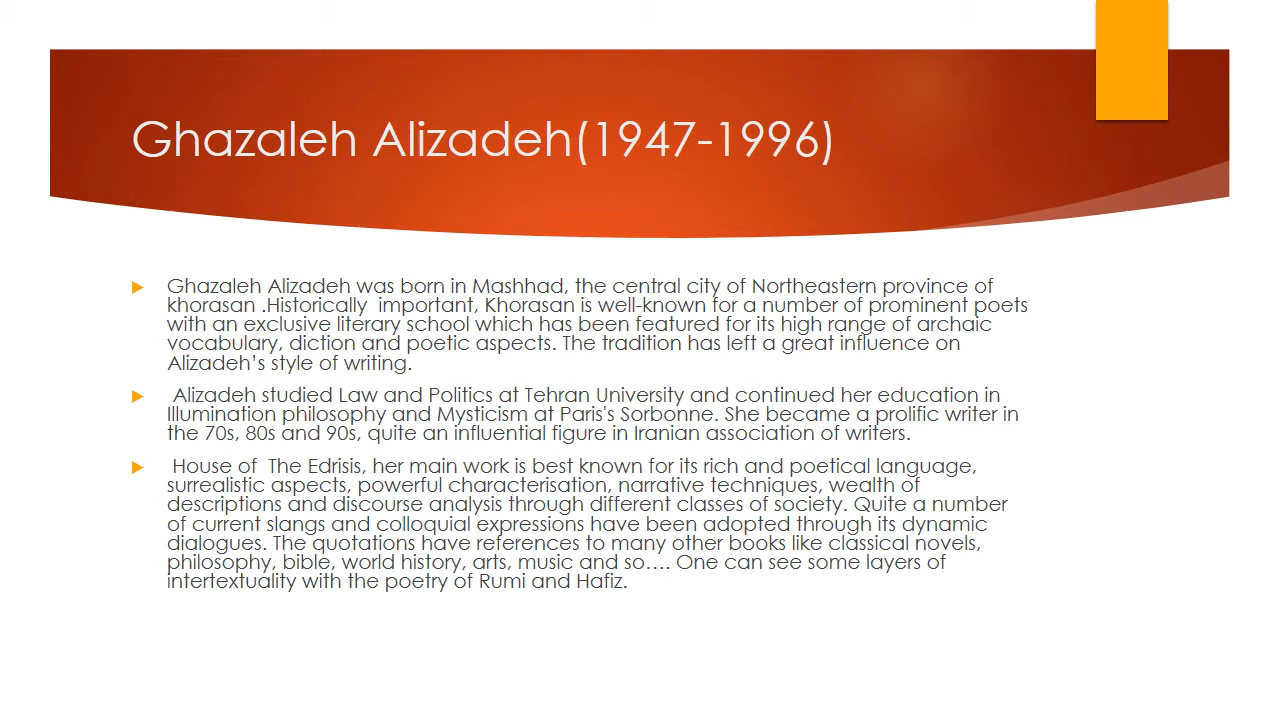 Ghazaleh Alizadeh(1947-1996)
Ghazaleh Alizadeh was born in Mashhad, the central city of Northeastern province of
khorasan .Historically  important, Khorasan is well-known for a number of prominent poets
with an exclusive literary school which has been featured for its high range of archaic
vocabulary, diction and poetic aspects. The tradition has left a great influence on
Alizadeh’s style of writing.
Alizadeh studied Law and Politics at Tehran University and continued her education in
Illumination philosophy and Mysticism at Paris's Sorbonne. She became a prolific writer in
the 70s, 80s and 90s, quite an influential figure in Iranian association of writers.
House of  The Edrisis, her main work is best known for its rich and poetical language,
surrealistic aspects, powerful characterisation, narrative techniques, wealth of
descriptions and discourse analysis through different classes of society. Quite a number
of current slangs and colloquial expressions have been adopted through its dynamic
dialogues. The quotations have references to many other books like classical novels,
philosophy, bible, world history, arts, music and so…. One can see some layers of
intertextuality with the poetry of Rumi and Hafiz.